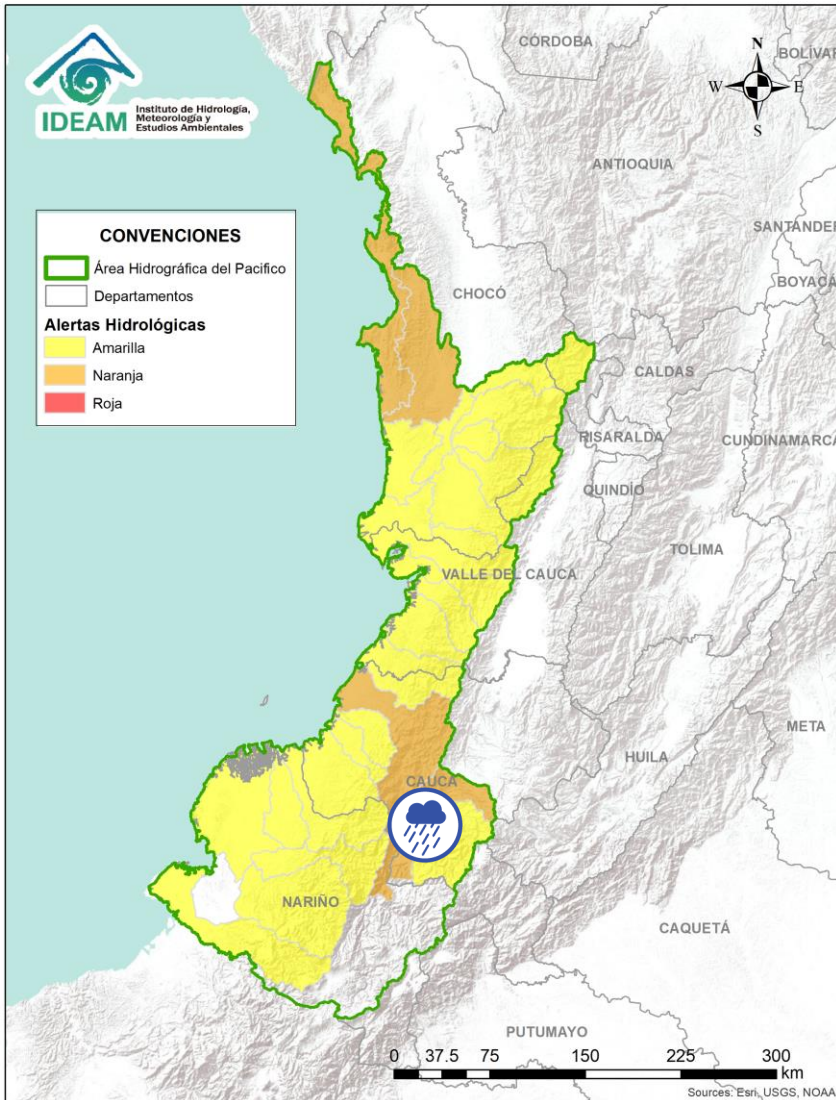 IDEAM
Instituto de Hidrología,
Meteorología y
Estudios Ambientales
CÓRDOBA
BOLÍVAR
N
W
E
S
ANTIOQUIA
SANTANDER
BOYACÁ
CONVENCIONES
Área Hidrográfica del Pacifico
Departamentos
Alertas Hidrológicas
Amarilla
Naranja
Roja
CHOCÓ
CALDAS
RISARALDA
CUNDINAMARCA
QUINDÍO
TOLIMA
VALLE DEL CAUCA
META
HUILA
CAUCA
NARIÑO
CAQUETÁ
PUTUMAYO
0 37.5 75 150 225 300
km
Sources: Esri, USGS, NOAA